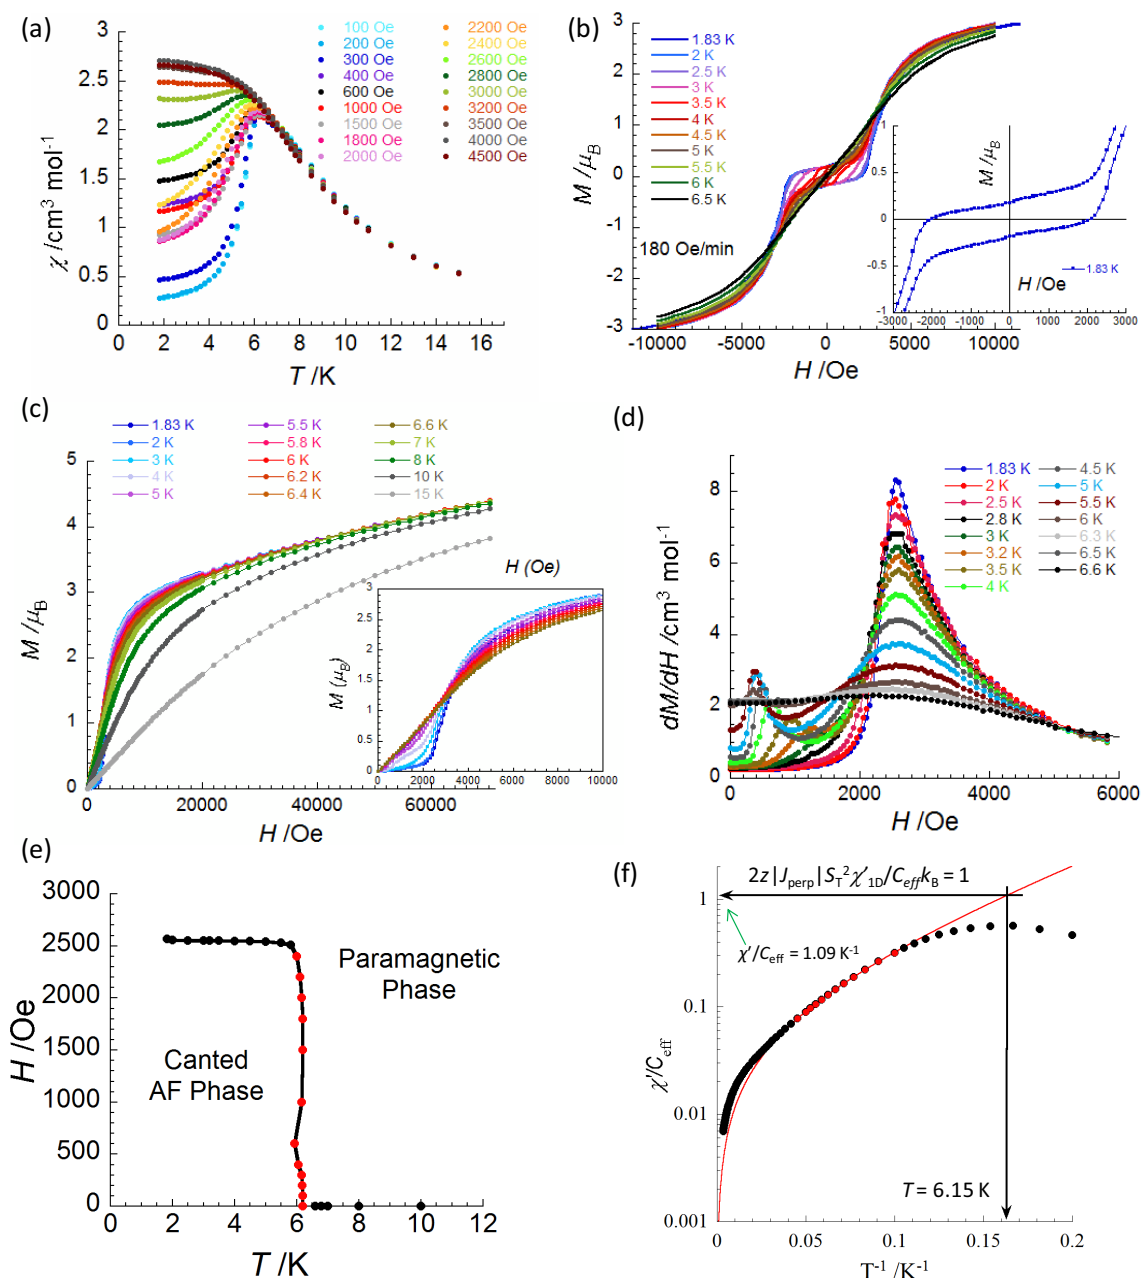 (a)
100 Oe
200 Oe
300 Oe
400 Oe
600 Oe
1000 Oe
1500 Oe
1800 Oe
2000 Oe
2200 Oe
2400 Oe
2600 Oe
2800 Oe
3000 Oe
3200 Oe
3500 Oe
4000 Oe
4500 Oe
χ /cm³ mol⁻¹
3
2.5
2
1.5
1
0.5
0
0 2 4 6 8 10 12 14 16
T /K
(b)
1.83 K
2 K
2.5 K
3 K
3.5 K
4 K
4.5 K
5 K
5.5 K
6 K
6.5 K
180 Oe/min
M /μB
3
2
1
0
-1
-2
-3
-10000 -5000 0 5000 10000
H /Oe
M /μB
1
0.5
0
-0.5
-1
H /Oe
1.83 K
-3000 -2000 -1000 0 1000 2000 3000
(c)
1.83 K
2 K
3 K
4 K
5 K
5.5 K
5.8 K
6 K
6.2 K
6.4 K
6.6 K
7 K
8 K
10 K
15 K
M /μB
5
4
3
2
1
0
0 20000 40000 60000
H /Oe
H (Oe)
M (μB)
3
2.5
2
1.5
1
0.5
0
0 2000 4000 6000 8000 10000
(d)
1.83 K
2 K
2.5 K
2.8 K
3 K
3.2 K
3.5 K
4 K
4.5 K
5 K
5.5 K
6 K
6.3 K
6.5 K
6.6 K
dM/dH /cm³ mol⁻¹
8
6
4
2
0
0 2000 4000 6000
H /Oe
(e)
H /Oe
3000
2500
2000
1500
1000
500
0
Paramagnetic
Phase
Canted
AF Phase
0 2 4 6 8 10 12
T /K
(f)
2z|Jperp|ST²χ'1D/CeffkB = 1
χ'/Ceff = 1.09 K⁻¹
χ'/Ceff
1
0.1
0.01
0.001
T = 6.15 K
0 0.05 0.1 0.15 0.2
T⁻¹ /K⁻¹